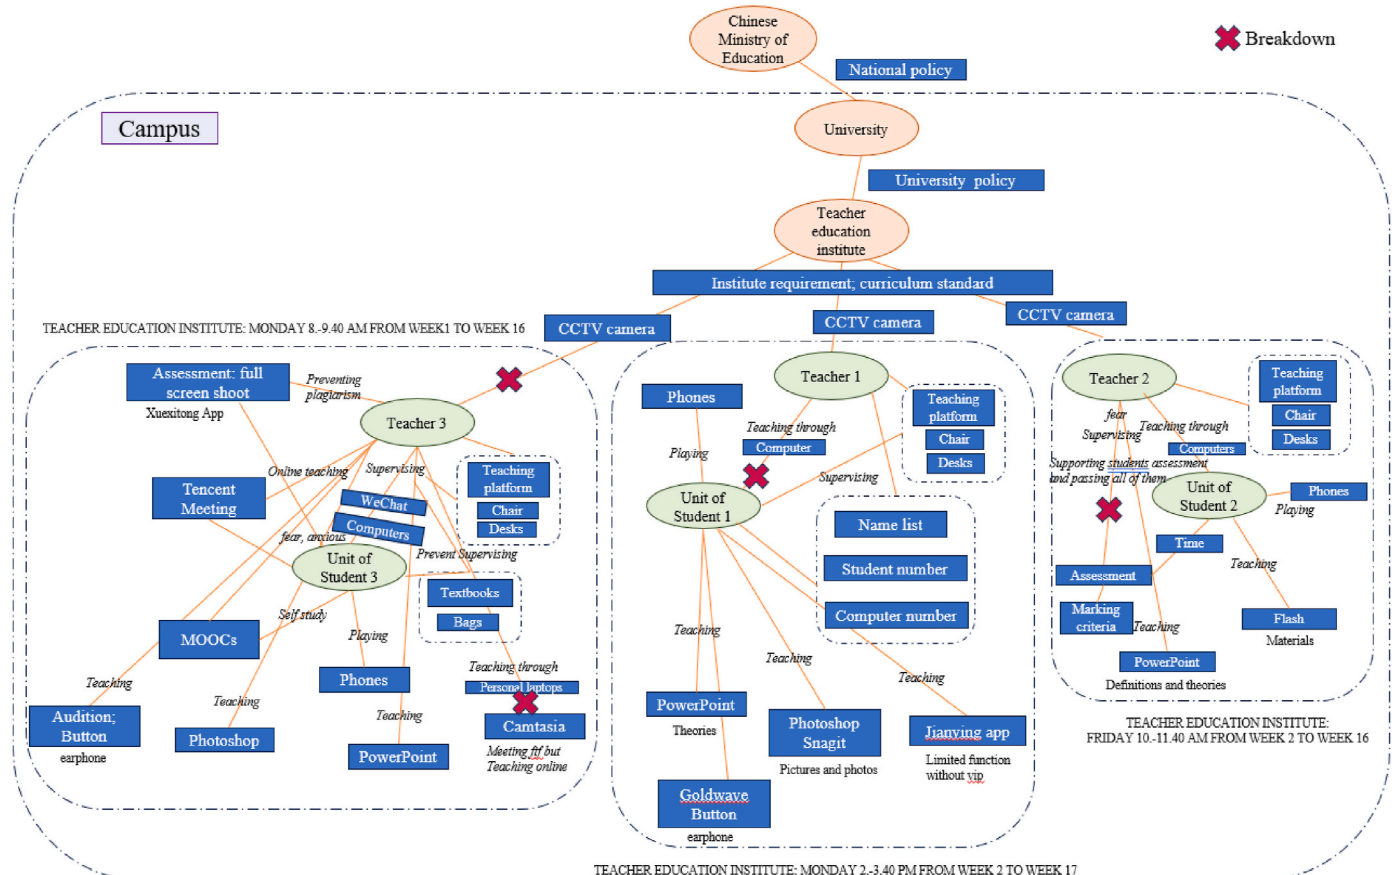 Chinese
Ministry of
Education
Breakdown
National policy
Campus
University
University policy
Teacher
education
institute
Institute requirement; curriculum standard
CCTV camera
CCTV camera
CCTV camera
TEACHER EDUCATION INSTITUTE: MONDAY 8.-9.40 AM FROM WEEK1 TO WEEK 16
Assessment: full
screen shoot
Xuexitong App
Preventing
plagiarism
Teacher 3
Online teaching
Supervising
Tencent
Meeting
WeChat
Computers
Teaching
platform
Chair
Desks
fear, anxious
Unit of
Student 3
Prevent Supervising
Textbooks
Bags
Self study
MOOCs
Playing
Phones
Teaching
Audition;
Button
earphone
Teaching
Photoshop
Teaching
PowerPoint
Teaching through
Personal laptops
Camtasia
Meeting ftf but
Teaching online
Teacher 1
Phones
Teaching through
Computer
Playing
Supervising
Teaching
platform
Chair
Desks
Unit of
Student 1
Name list
Student number
Computer number
Teaching
Teaching
Teaching
PowerPoint
Theories
Photoshop
Snagit
Pictures and photos
Jianying app
Limited function
without vip
Goldwave
Button
earphone
TEACHER EDUCATION INSTITUTE: MONDAY 2.-3.40 PM FROM WEEK 2 TO WEEK 17
Teacher 2
Teaching
platform
Chair
Desks
fear
Supervising
Teaching through
Computers
Supporting students assessment
and passing all of them
Unit of
Student 2
Phones
Playing
Time
Teaching
Assessment
Marking
criteria
Teaching
Flash
Materials
PowerPoint
Definitions and theories
TEACHER EDUCATION INSTITUTE:
FRIDAY 10.-11.40 AM FROM WEEK 2 TO WEEK 16